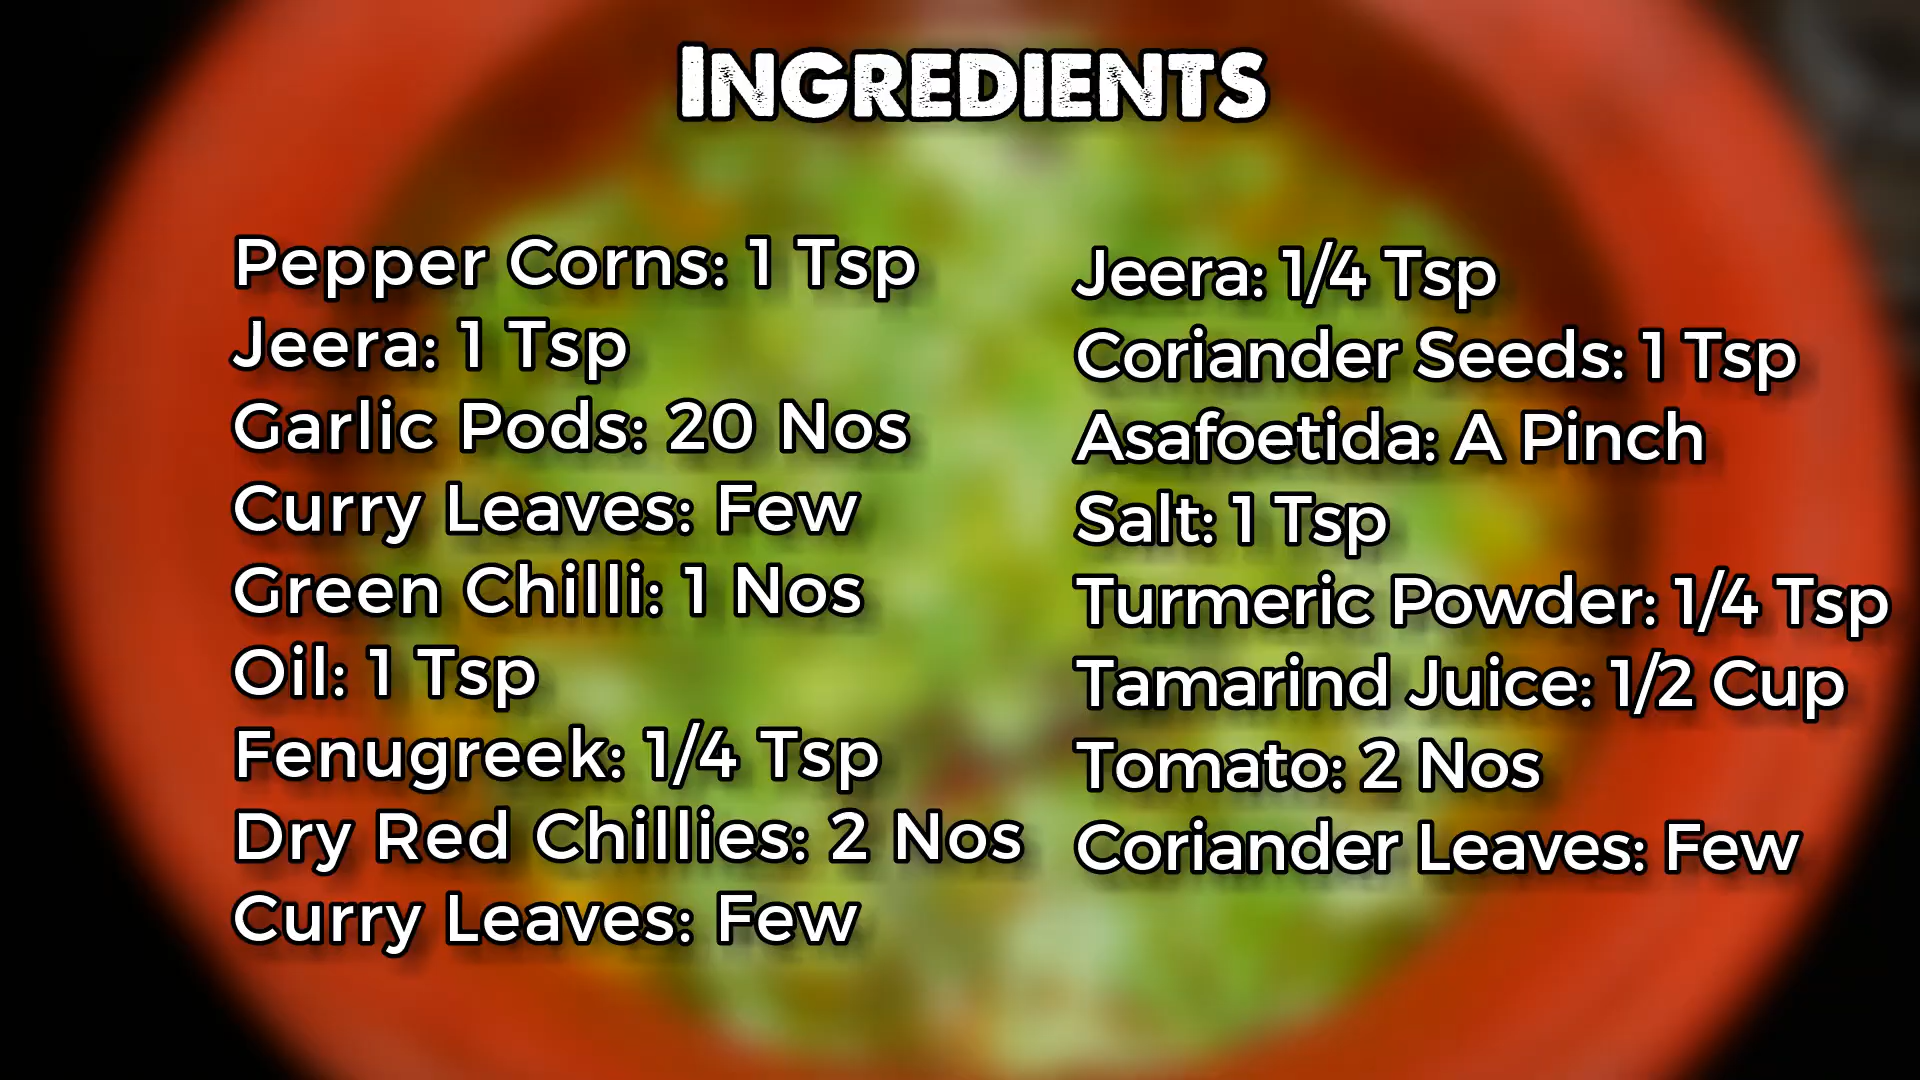 Ingredients
Pepper Corns: 1 Tsp
Jeera: 1 Tsp
Garlic Pods: 20 Nos
Curry Leaves: Few
Green Chilli: 1 Nos
Oil: 1 Tsp
Fenugreek: 1/4 Tsp
Dry Red Chillies: 2 Nos
Curry Leaves: Few
Jeera: 1/4 Tsp
Coriander Seeds: 1 Tsp
Asafoetida: A Pinch
Salt: 1 Tsp
Turmeric Powder: 1/4 Tsp
Tamarind Juice: 1/2 Cup
Tomato: 2 Nos
Coriander Leaves: Few